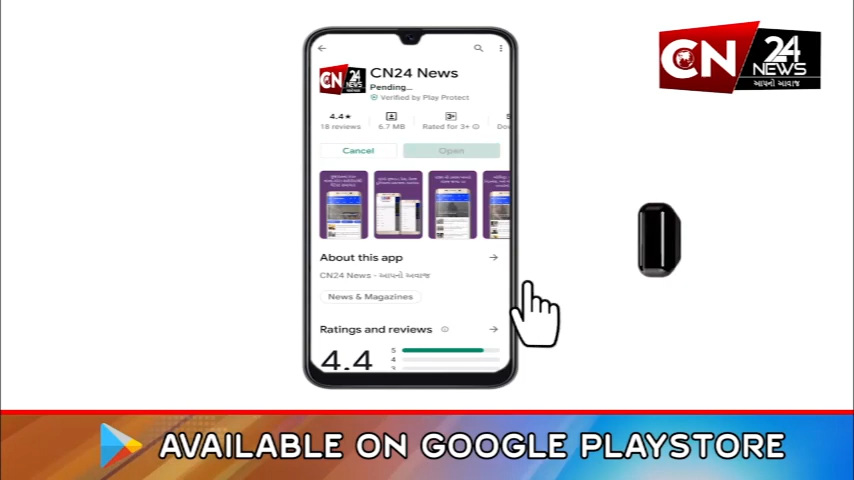 CN24 News
Pending...
Verified by Play Protect
4.4★
18 reviews
6.7 MB
3+
Rated for 3+
Cancel
Open
About this app
CN24 News - આપનો અવાજ
News & Magazines
Ratings and reviews
4.4
5
4
3
CN
24
NEWS
આપનો અવાજ
AVAILABLE ON GOOGLE PLAYSTORE